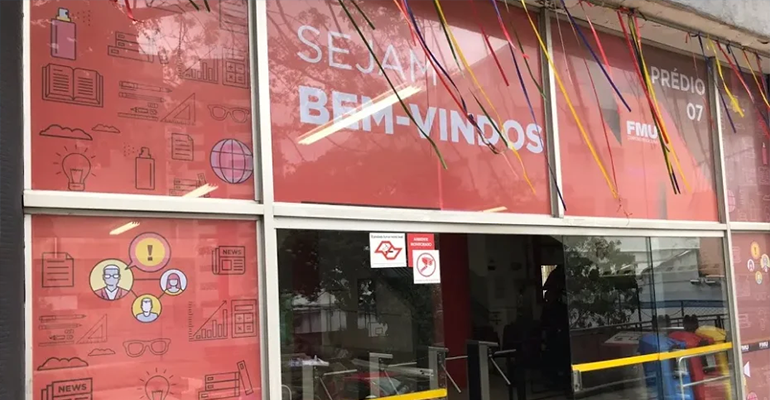 SEJAM
BEM-VINDOS
PRÉDIO
07
FMU
NEWS
NEWS